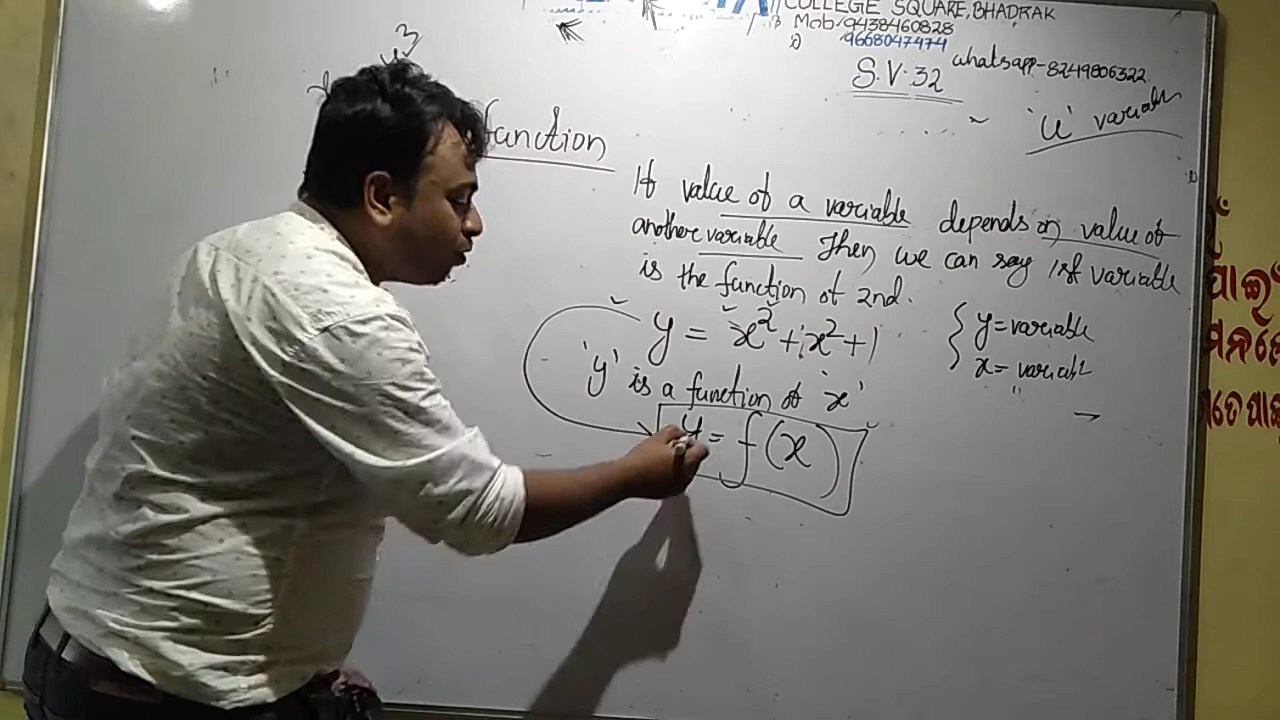 COLLEGE SQUARE, BHADRAK
Mob 9438460828
9668047474
whatsapp-8249806322
S.V.32
'u' variable
function
If value of a variable depends on value of
another variable then we can say 1st variable
is the function of 2nd.
y = x² + x² + 1
{ y = variable
x = variable
'y' is a function of 'x'
y = f(x)